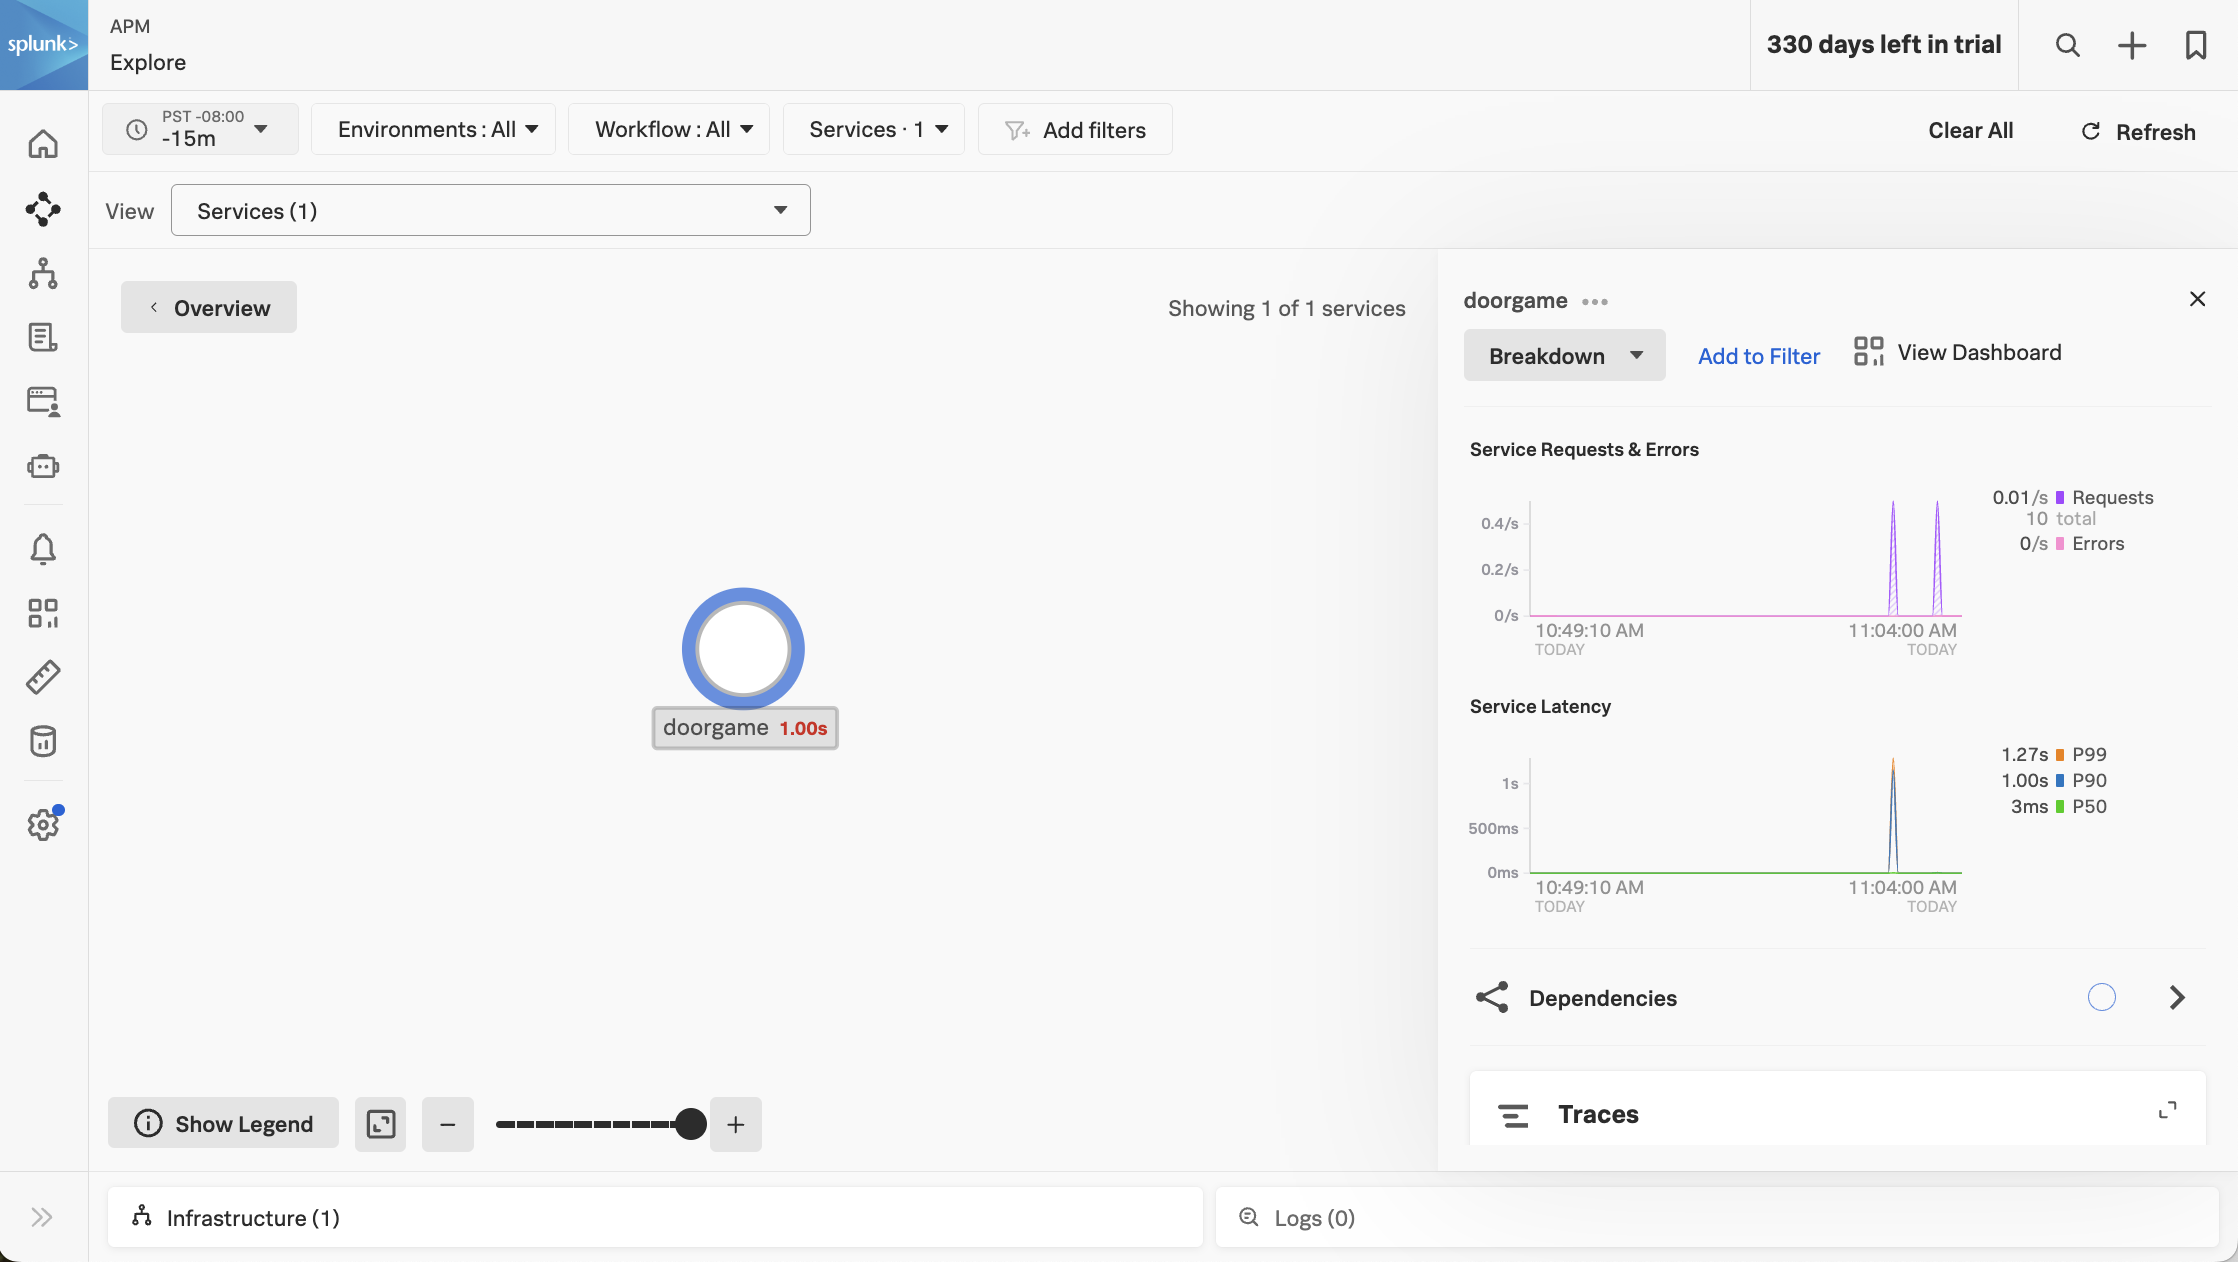 splunk>
APM
Explore
330 days left in trial
PST -08:00
-15m
Environments : All
Workflow : All
Services · 1
Add filters
Clear All
Refresh
View
Services (1)
Overview
Showing 1 of 1 services
doorgame 1.00s
doorgame
Breakdown
Add to Filter
View Dashboard
Service Requests & Errors
0.4/s
0.2/s
0/s
10:49:10 AM
TODAY
11:04:00 AM
TODAY
0.01/s Requests
10 total
0/s Errors
Service Latency
1s
500ms
0ms
10:49:10 AM
TODAY
11:04:00 AM
TODAY
1.27s P99
1.00s P90
3ms P50
Dependencies
Traces
Show Legend
Infrastructure (1)
Logs (0)